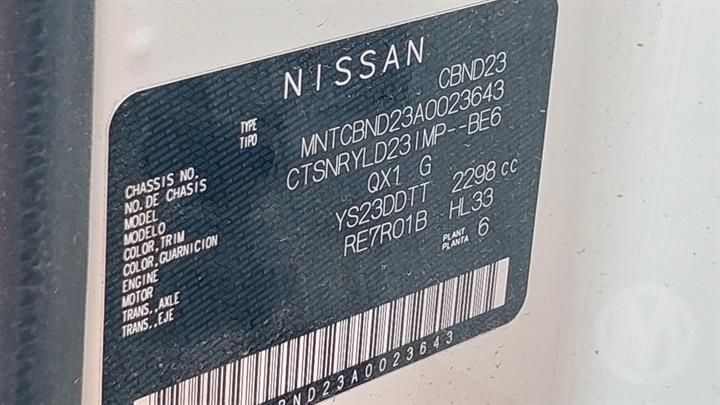 NISSAN
TYPE CBND23
TIPO
CHASSIS NO. MNTCBND23A0023643
NO. DE CHASIS
MODEL CTSNRYLD23IMP--BE6
MODELO
COLOR,TRIM QX1 G
COLOR,GUARNICION
ENGINE YS23DDTT 2298 cc
MOTOR
TRANS.,AXLE RE7R01B HL33
TRANS.,EJE
PLANT 6
PLANTA
BND23A0023643